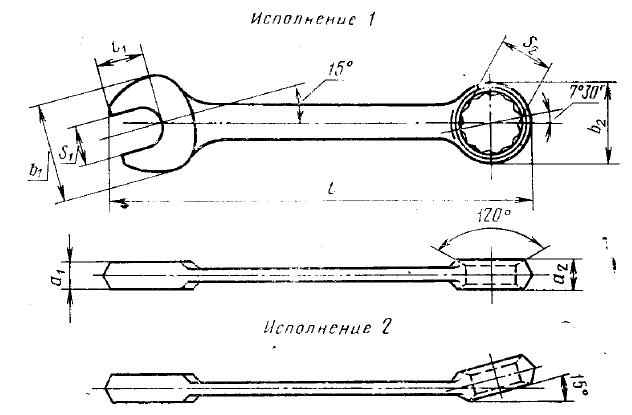 Исполнение 1
l₁
S₂
15°
7°30'
b₁
S₁
b₂
l
120°
a₁
a₂
Исполнение 2
15°